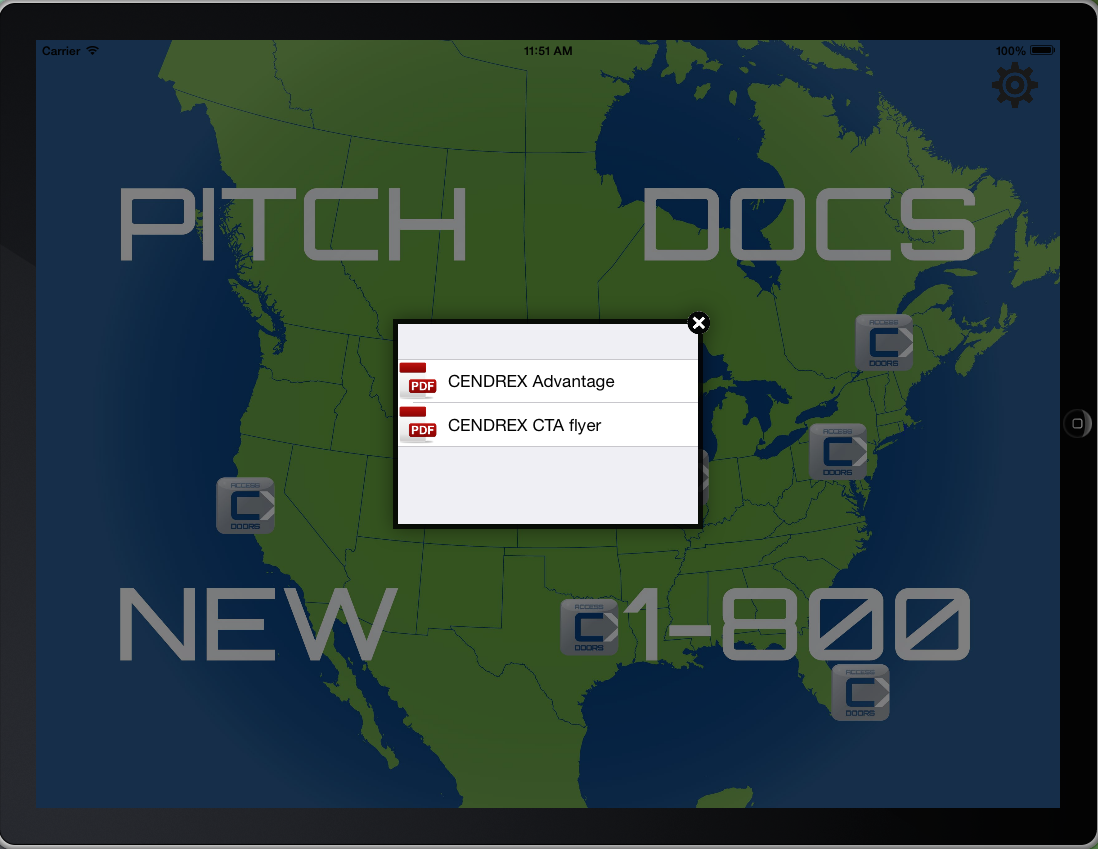 Carrier 11:51 AM 100%
PITCH DOCS
ACCESS
DOORS
PDF CENDREX Advantage
PDF CENDREX CTA flyer
ACCESS
DOORS
ACCESS
DOORS
NEW 1-800
ACCESS
DOORS
ACCESS
DOORS